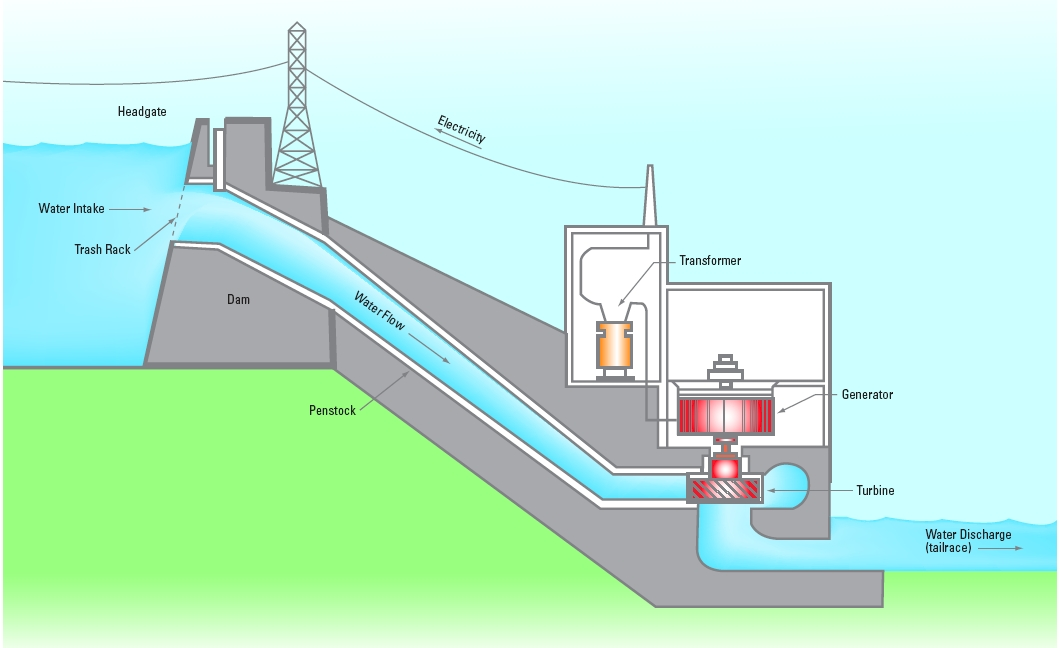 Headgate
Electricity
Water Intake
Trash Rack
Transformer
Dam
Water Flow
Generator
Penstock
Turbine
Water Discharge
(tailrace)